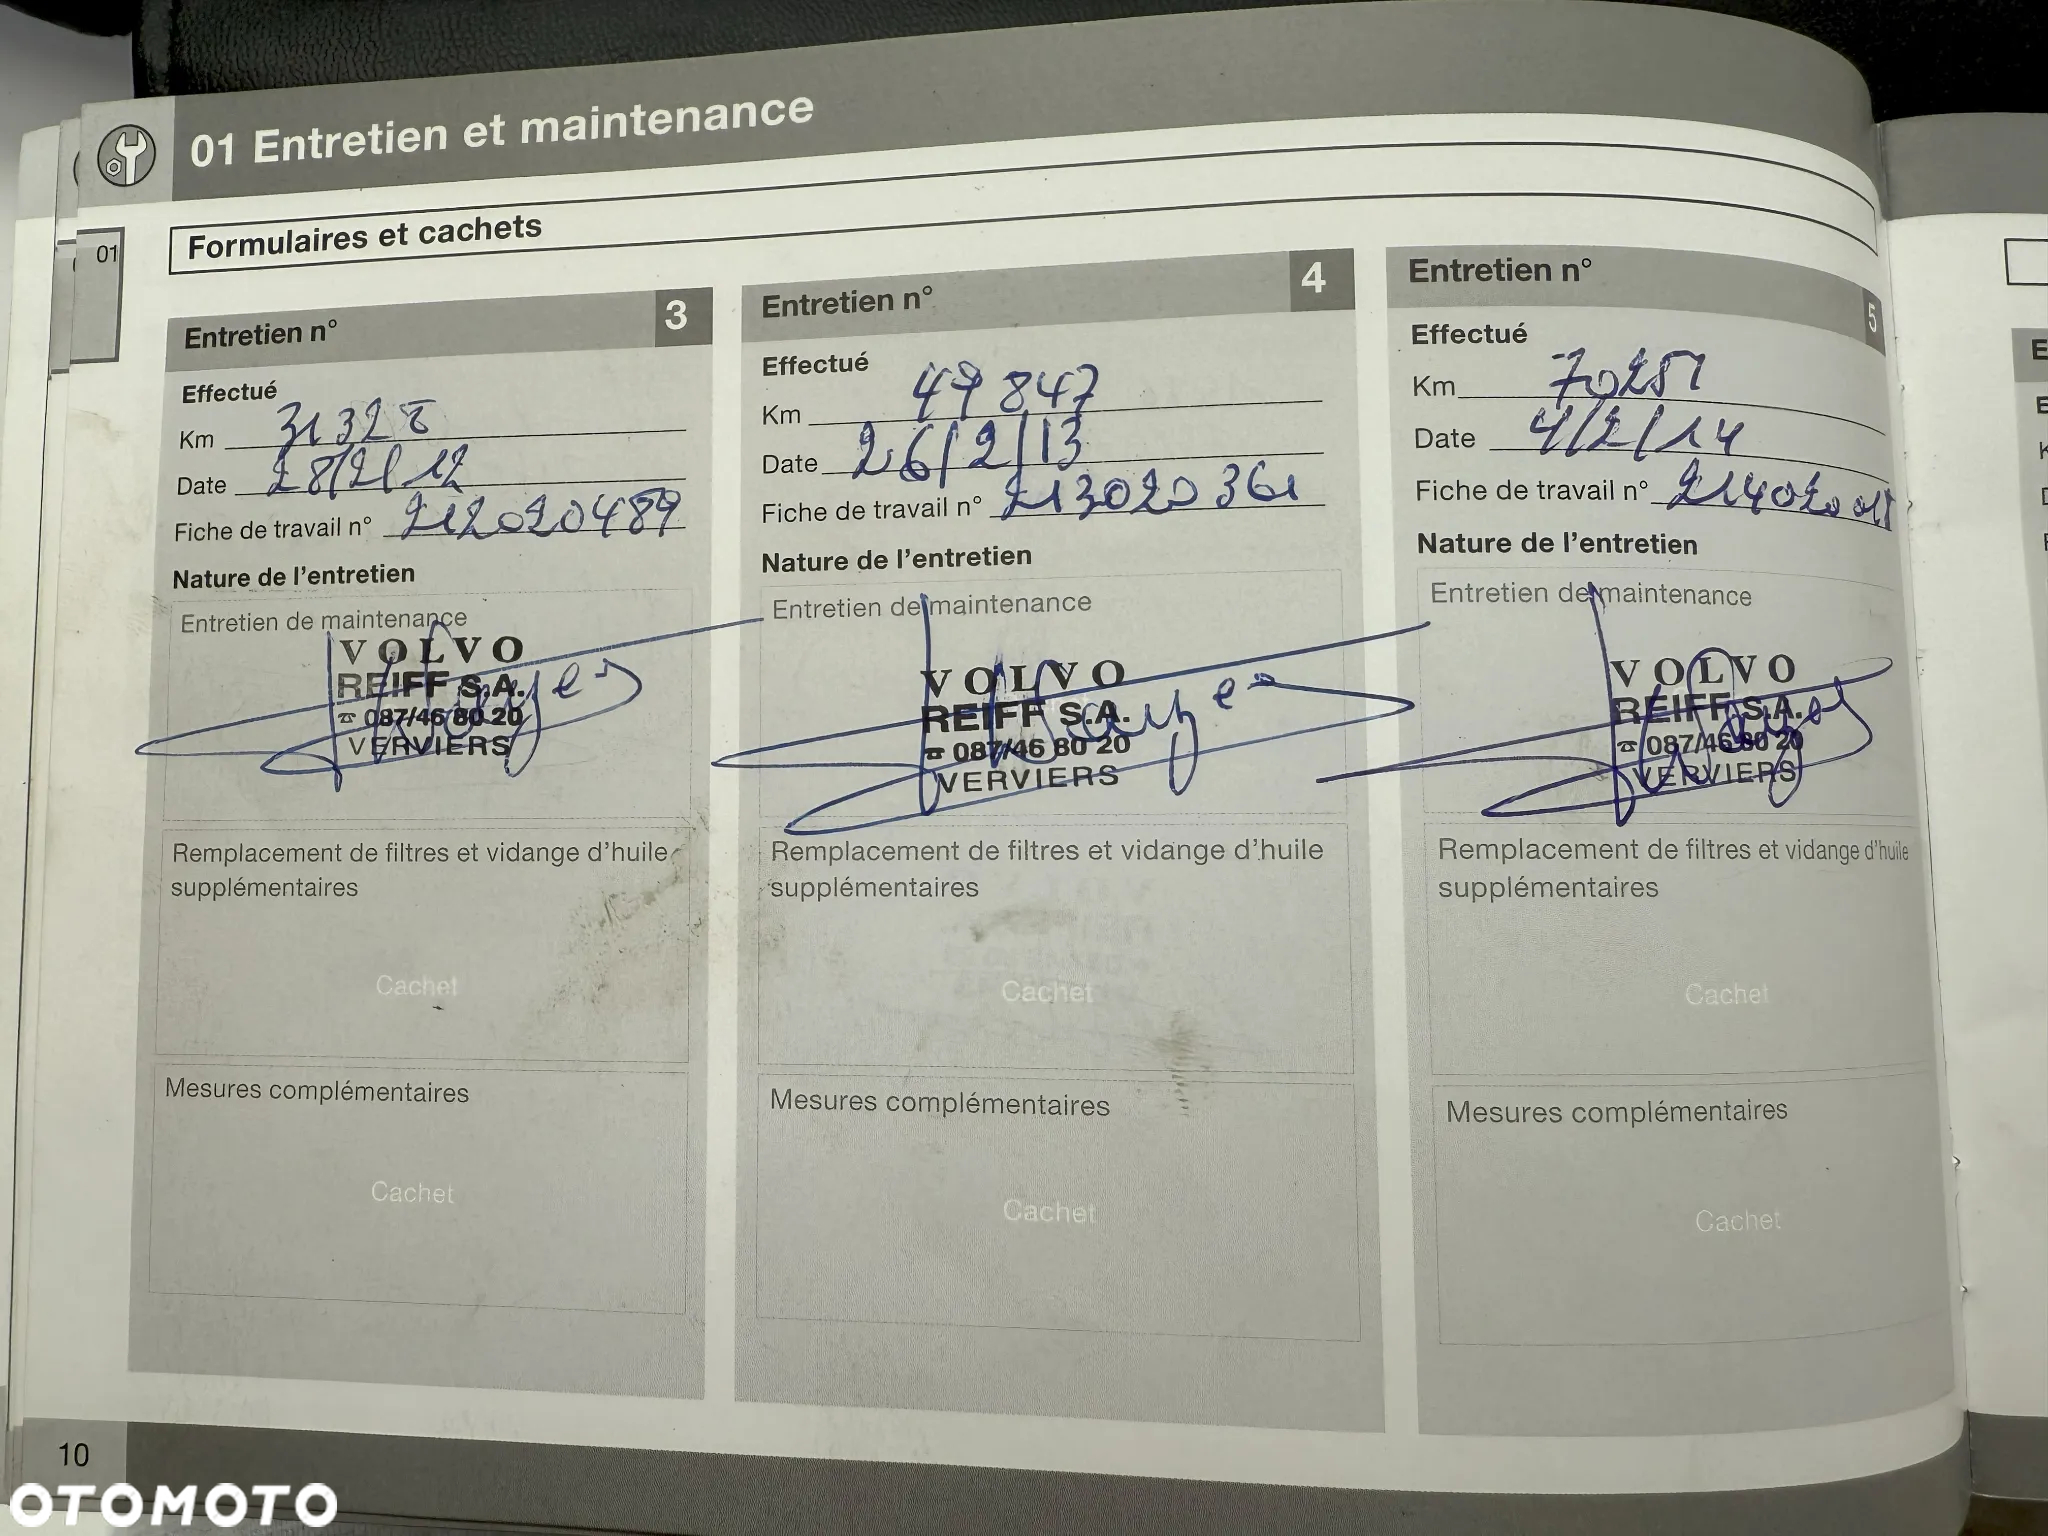 01 Entretien et maintenance
01
Formulaires et cachets
Entretien n° 3
Effectué
Km 31328
Date 28/2/12
Fiche de travail n° 212020489
Nature de l'entretien
Entretien de maintenance
VOLVO
REIFF S.A.
☎ 087/46 80 20
VERVIERS
Remplacement de filtres et vidange d'huile
supplémentaires
Cachet
Mesures complémentaires
Cachet
Entretien n° 4
Effectué
Km 49847
Date 26/2/13
Fiche de travail n° 213020361
Nature de l'entretien
Entretien de maintenance
VOLVO
REIFF S.A.
☎ 087/46 80 20
VERVIERS
Remplacement de filtres et vidange d'huile
supplémentaires
Cachet
Mesures complémentaires
Cachet
Entretien n° 5
Effectué
Km 70251
Date 4/2/14
Fiche de travail n°
Nature de l'entretien
Entretien de maintenance
VOLVO
REIFF S.A.
☎ 087/46 80 20
VERVIERS
Remplacement de filtres et vidange d'huile
supplémentaires
Cachet
Mesures complémentaires
Cachet
10
OTOMOTO